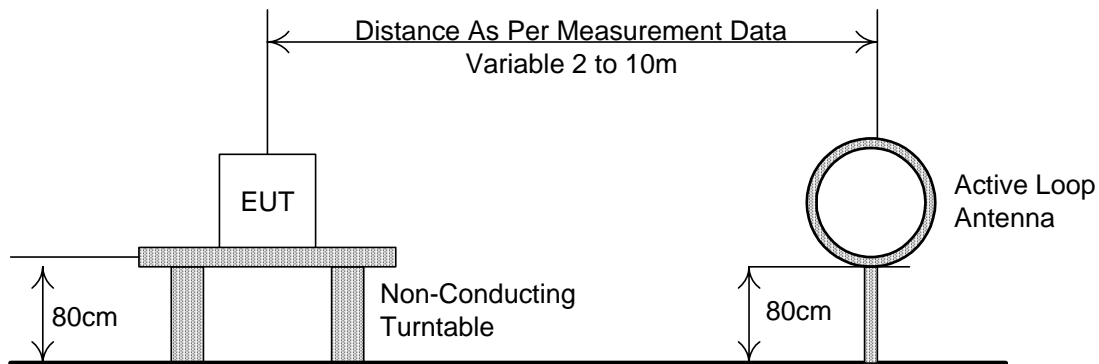 Distance As Per Measurement Data
Variable 2 to 10m
EUT
Active Loop
Antenna
Non-Conducting
Turntable
80cm
80cm